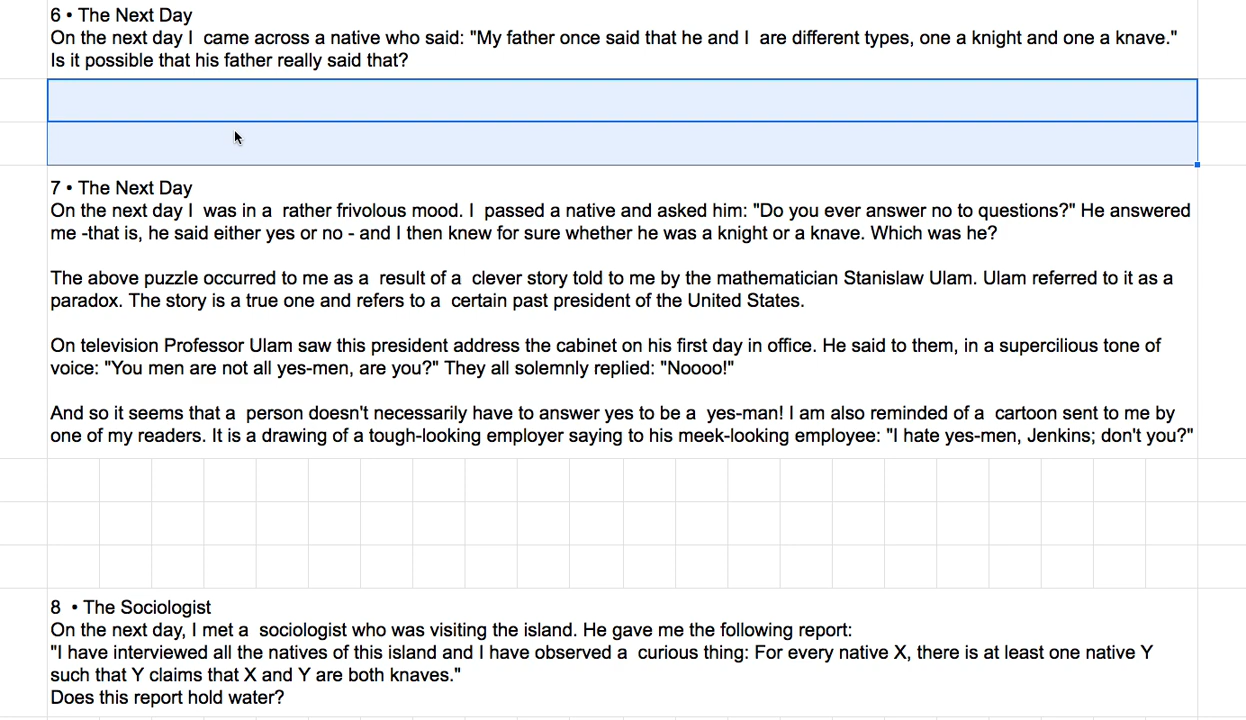 6 • The Next Day
On the next day I came across a native who said: "My father once said that he and I are different types, one a knight and one a knave."
Is it possible that his father really said that?
7 • The Next Day
On the next day I was in a rather frivolous mood. I passed a native and asked him: "Do you ever answer no to questions?" He answered
me -that is, he said either yes or no - and I then knew for sure whether he was a knight or a knave. Which was he?
The above puzzle occurred to me as a result of a clever story told to me by the mathematician Stanislaw Ulam. Ulam referred to it as a
paradox. The story is a true one and refers to a certain past president of the United States.
On television Professor Ulam saw this president address the cabinet on his first day in office. He said to them, in a supercilious tone of
voice: "You men are not all yes-men, are you?" They all solemnly replied: "Noooo!"
And so it seems that a person doesn't necessarily have to answer yes to be a yes-man! I am also reminded of a cartoon sent to me by
one of my readers. It is a drawing of a tough-looking employer saying to his meek-looking employee: "I hate yes-men, Jenkins; don't you?"
8 • The Sociologist
On the next day, I met a sociologist who was visiting the island. He gave me the following report:
"I have interviewed all the natives of this island and I have observed a curious thing: For every native X, there is at least one native Y
such that Y claims that X and Y are both knaves."
Does this report hold water?